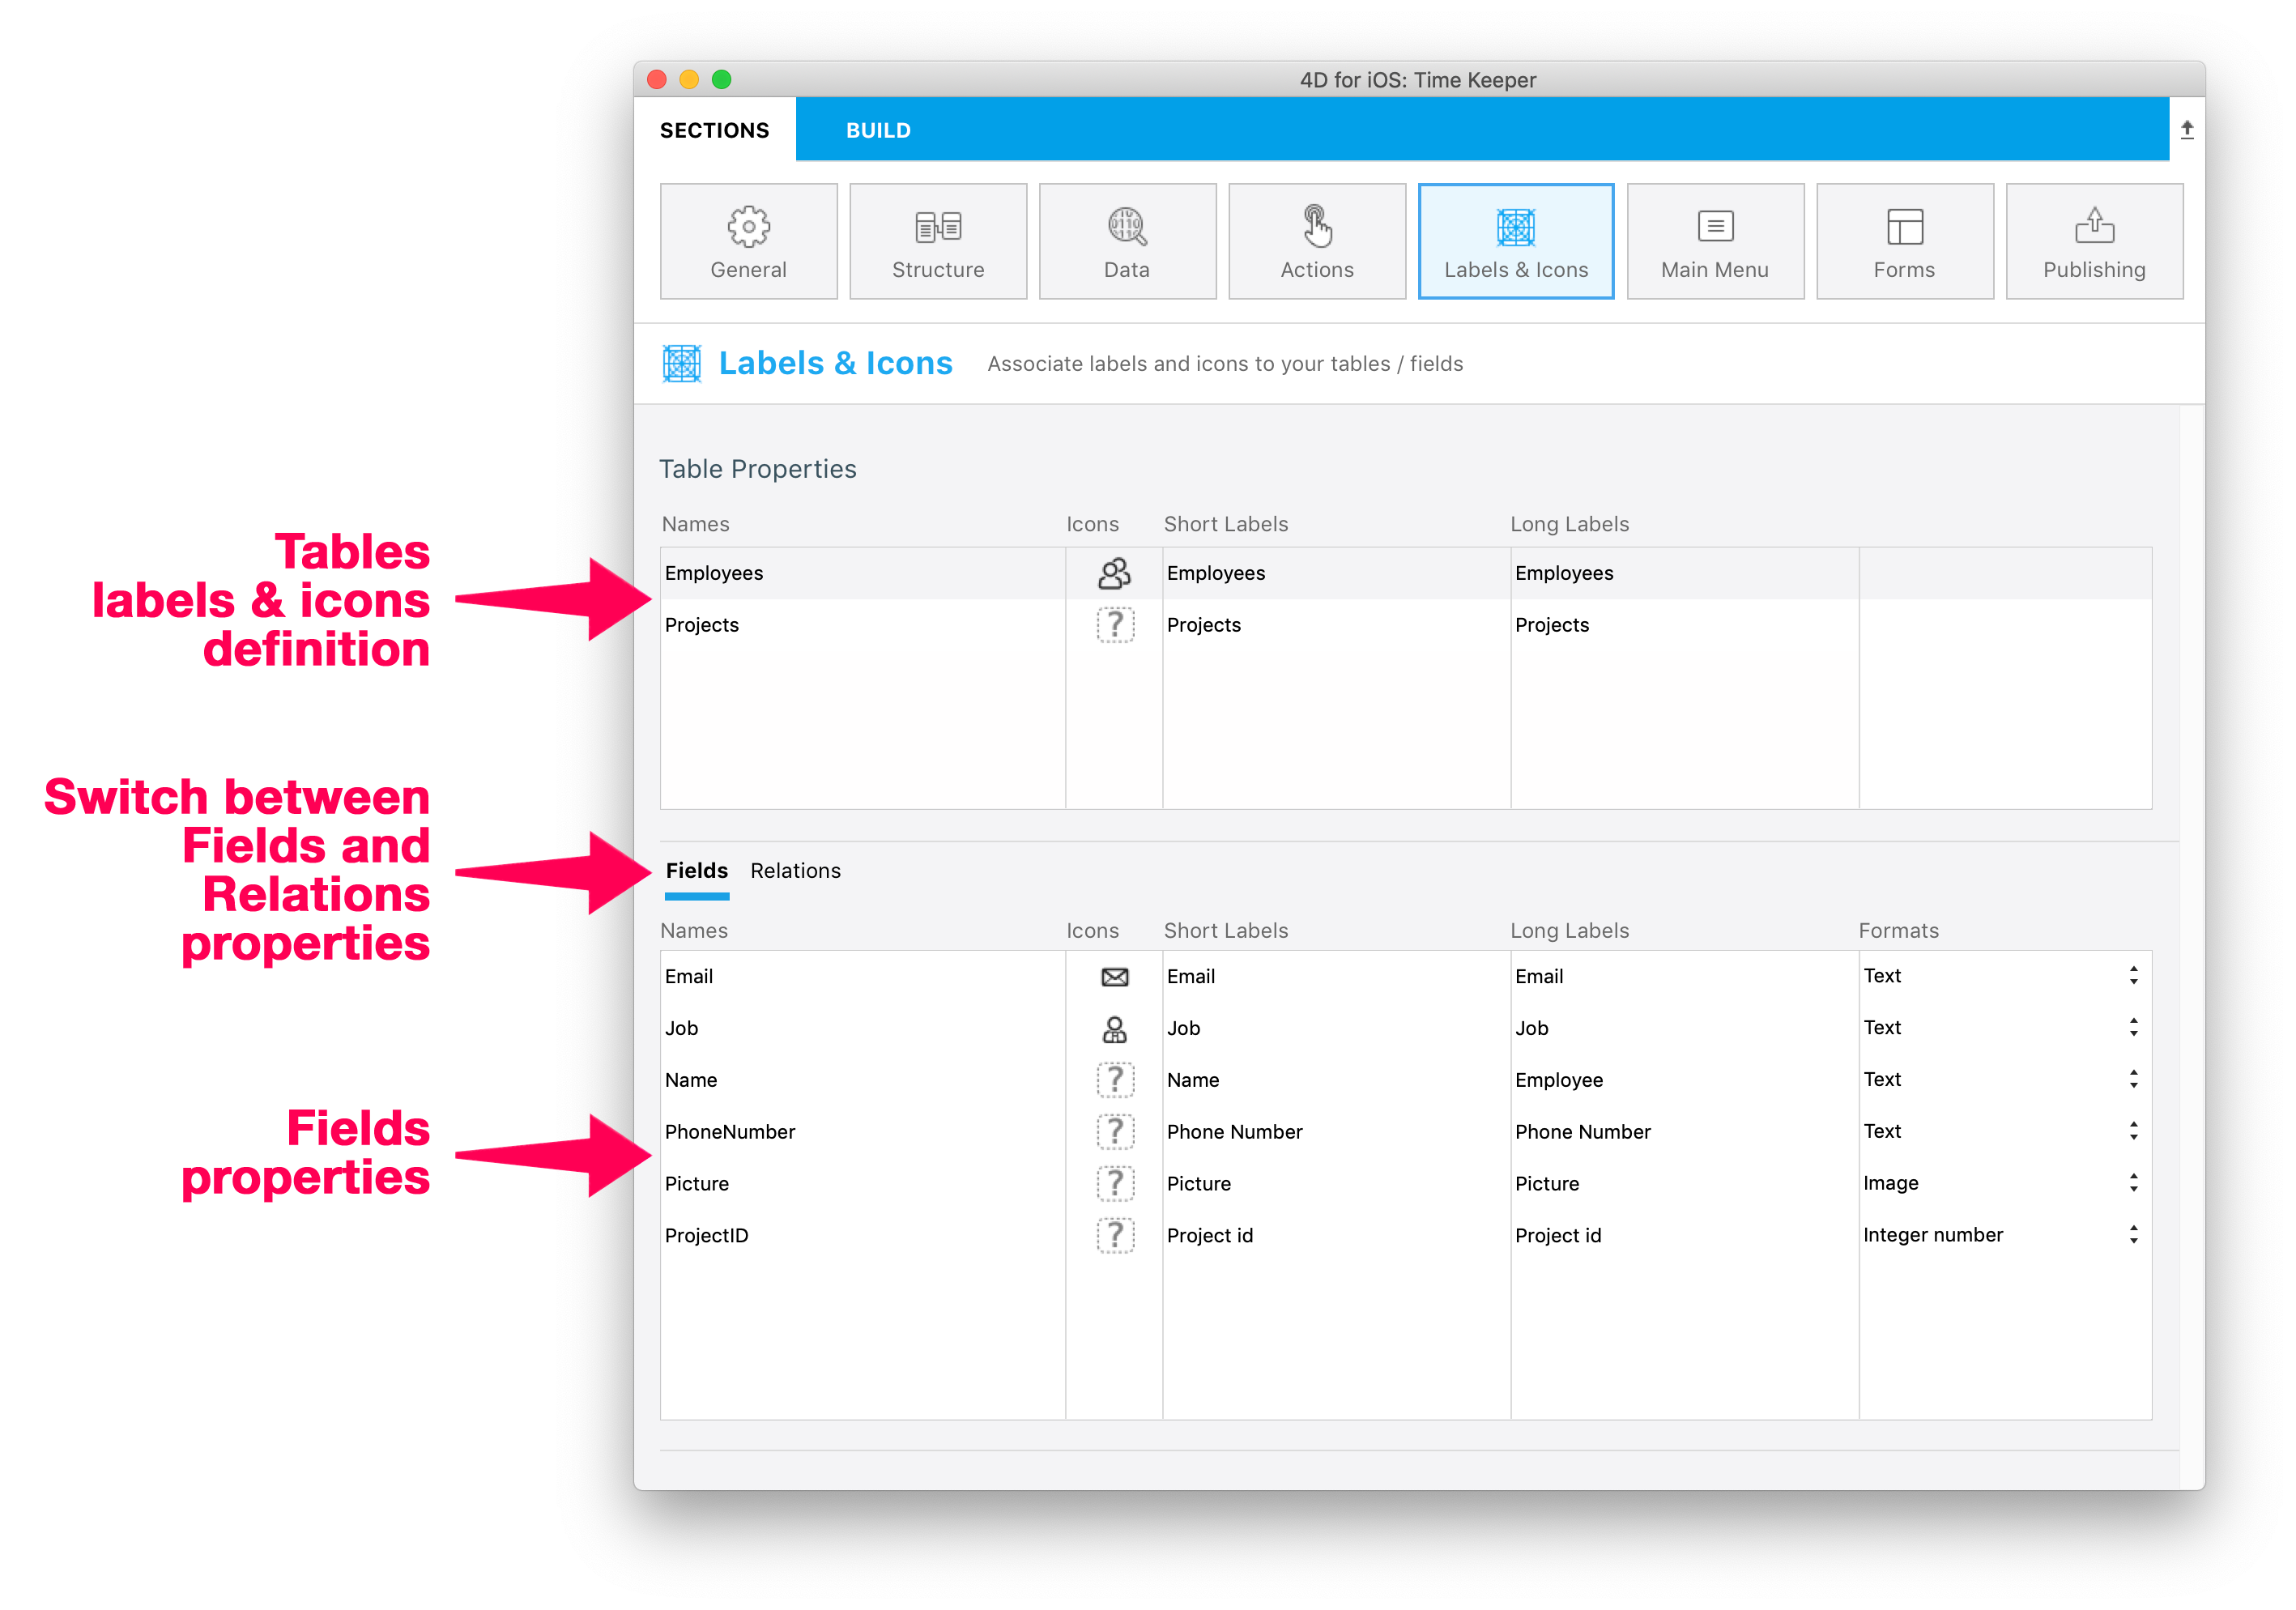 4D for iOS: Time Keeper
SECTIONS BUILD
General Structure Data Actions Labels & Icons Main Menu Forms Publishing
Labels & Icons Associate labels and icons to your tables / fields
Table Properties
Names Icons Short Labels Long Labels
Employees Employees Employees
Projects ? Projects Projects
Tables
labels & icons
definition
Switch between
Fields and
Relations
properties
Fields Relations
Names Icons Short Labels Long Labels Formats
Email Email Email Text
Job Job Job Text
Name ? Name Employee Text
PhoneNumber ? Phone Number Phone Number Text
Picture ? Picture Picture Image
ProjectID ? Project id Project id Integer number
Fields
properties